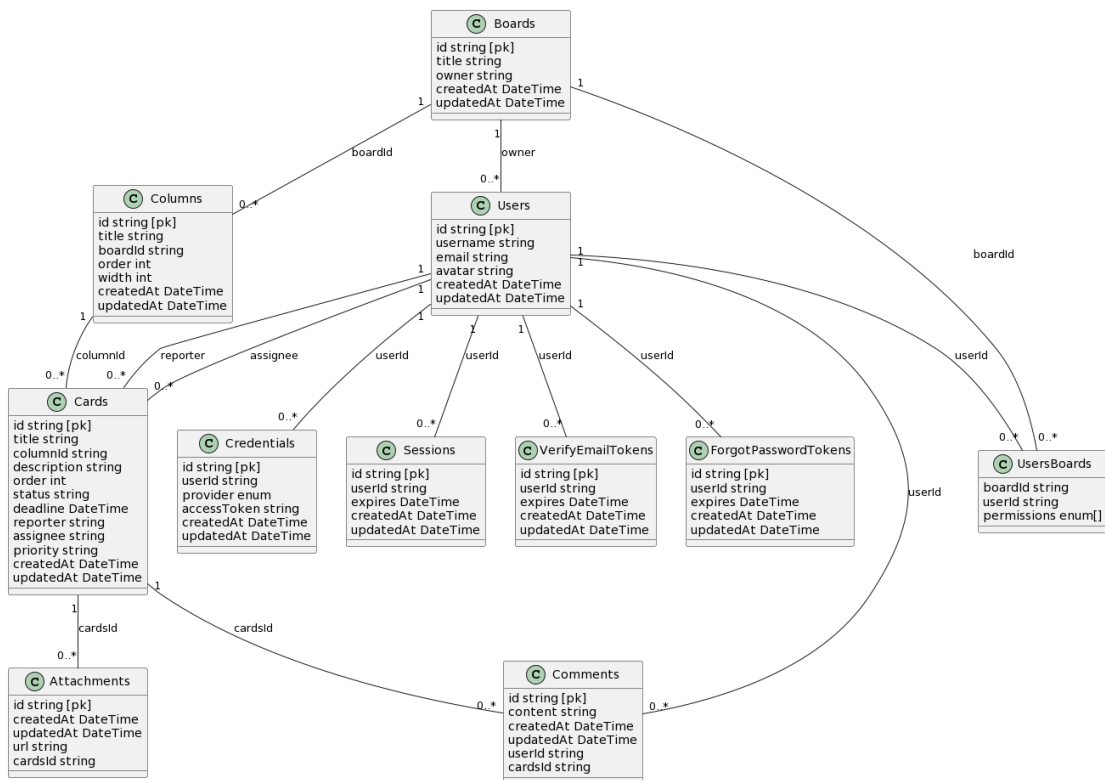 C Boards
id string [pk]
title string
owner string
createdAt DateTime
updatedAt DateTime
1
1
1
boardId
owner
boardId
0..*
0..*
C Columns
id string [pk]
title string
boardId string
order int
width int
createdAt DateTime
updatedAt DateTime
C Users
id string [pk]
username string
email string
avatar string
createdAt DateTime
updatedAt DateTime
1
1
1
1
1
1
1
1
1
columnId
reporter
assignee
userId
userId
userId
userId
userId
0..*
0..*
0..*
0..*
0..*
0..*
0..*
0..*
0..*
C Cards
id string [pk]
title string
columnId string
description string
order int
status string
deadline DateTime
reporter string
assignee string
priority string
createdAt DateTime
updatedAt DateTime
C Credentials
id string [pk]
userId string
provider enum
accessToken string
createdAt DateTime
updatedAt DateTime
C Sessions
id string [pk]
userId string
expires DateTime
createdAt DateTime
updatedAt DateTime
C VerifyEmailTokens
id string [pk]
userId string
expires DateTime
createdAt DateTime
updatedAt DateTime
C ForgotPasswordTokens
id string [pk]
userId string
expires DateTime
createdAt DateTime
updatedAt DateTime
C UsersBoards
boardId string
userId string
permissions enum[]
userId
1
1
cardsId
cardsId
0..*
0..*
0..*
C Attachments
id string [pk]
createdAt DateTime
updatedAt DateTime
url string
cardsId string
C Comments
id string [pk]
content string
createdAt DateTime
updatedAt DateTime
userId string
cardsId string